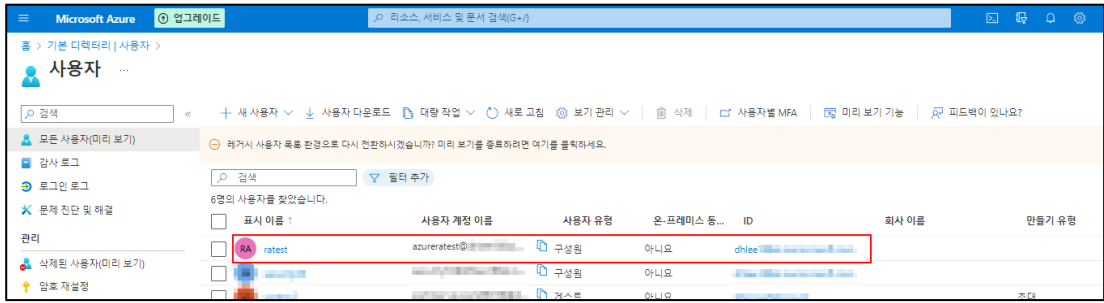 Microsoft Azure 업그레이드 리소스, 서비스 및 문서 검색(G+/)
홈 > 기본 디렉터리 | 사용자 >
사용자 ...
검색 «
새 사용자 사용자 다운로드 대량 작업 새로 고침 보기 관리 삭제 사용자별 MFA 미리 보기 기능 피드백이 있나요?
모든 사용자(미리 보기)
감사 로그
로그인 로그
문제 진단 및 해결
관리
삭제된 사용자(미리 보기)
암호 재설정
레거시 사용자 목록 환경으로 다시 전환하시겠습니까? 미리 보기를 종료하려면 여기를 클릭하세요.
검색 필터 추가
6명의 사용자를 찾았습니다.
표시 이름 ↑ 사용자 계정 이름 사용자 유형 온-프레미스 동... ID 회사 이름 만들기 유형
RA ratest azureratest@ 구성원 아니요 dhlee1
구성원 아니요
게스트 아니요 초대